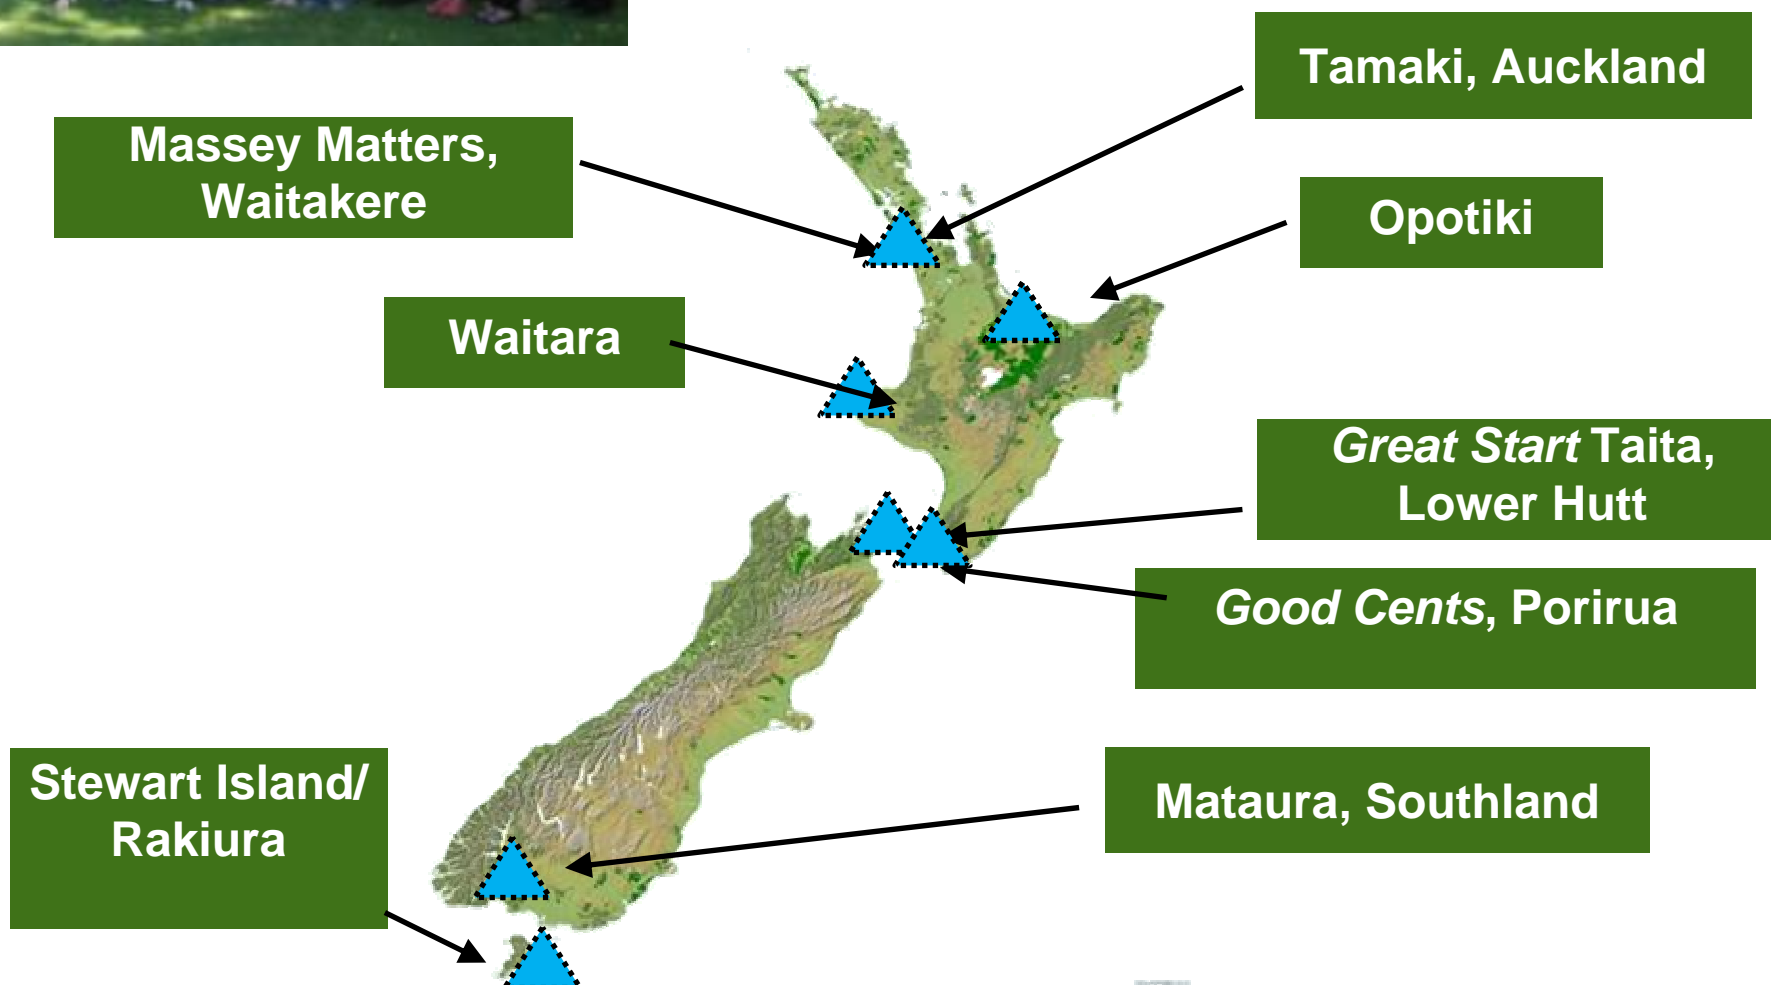 Tamaki, Auckland
Massey Matters,
Waitakere
Opotiki
Waitara
Great Start Taita,
Lower Hutt
Good Cents, Porirua
Stewart Island/
Rakiura
Mataura, Southland